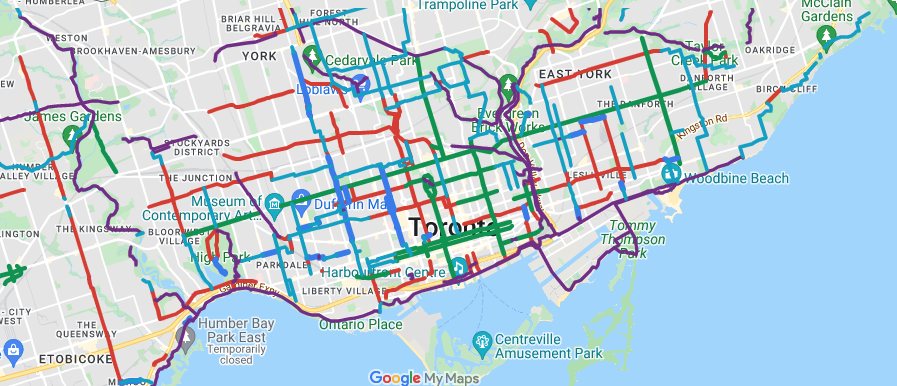 HUMBERLEA
Trampoline Park
McClain
Gardens
BRIAR HILL -
BELGRAVIA
FOREST
HILL NORTH
WESTON
BROOKHAVEN-AMESBURY
YORK
Cedarvale Park
Taylor
Creek Park
OAKRIDGE
EAST YORK
DANFORTH
VILLAGE
Loblaws
BIRCH CLIFF
THE DANFORTH
James Gardens
Evergreen
Brick Works
Kingston Rd
STOCKYARDS
DISTRICT
HUMBER
VALLEY VILLAGE
THE JUNCTION
LESLIEVILLE
Woodbine Beach
Museum of
Contemporary Art...
Dufferin Mall
THE KINGSWAY
BLOOR WEST
VILLAGE
Toronto
Tommy
Thompson
Park
High Park
PARKDALE
Harbourfront Centre
LIBERTY VILLAGE
Gardiner Expy
- CITY
THE
QUEENSWAY
Humber Bay
Park East
Temporarily
closed
Ontario Place
Centreville
Amusement Park
ETOBICOKE
Google My Maps